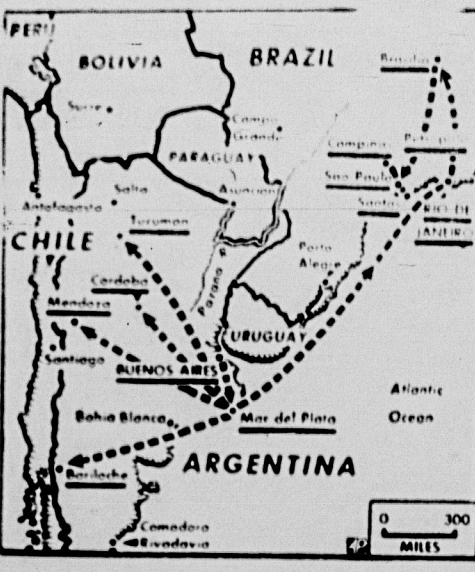 PERU
BOLIVIA
BRAZIL
Brasilia
Sucre
Campo
Grande
Campinas
Petropolis
PARAGUAY
Sao Paulo
Salta
Asuncion
Santos
Antofagasta
RIO DE
JANEIRO
Tucuman
CHILE
Porto
Alegre
Cordoba
Parana R
Mendoza
URUGUAY
Santiago
BUENOS AIRES
Atlantic
Ocean
Bahia Blanca
Mar del Plata
ARGENTINA
Bariloche
0 300
MILES
Comodoro
Rivadavia
AP